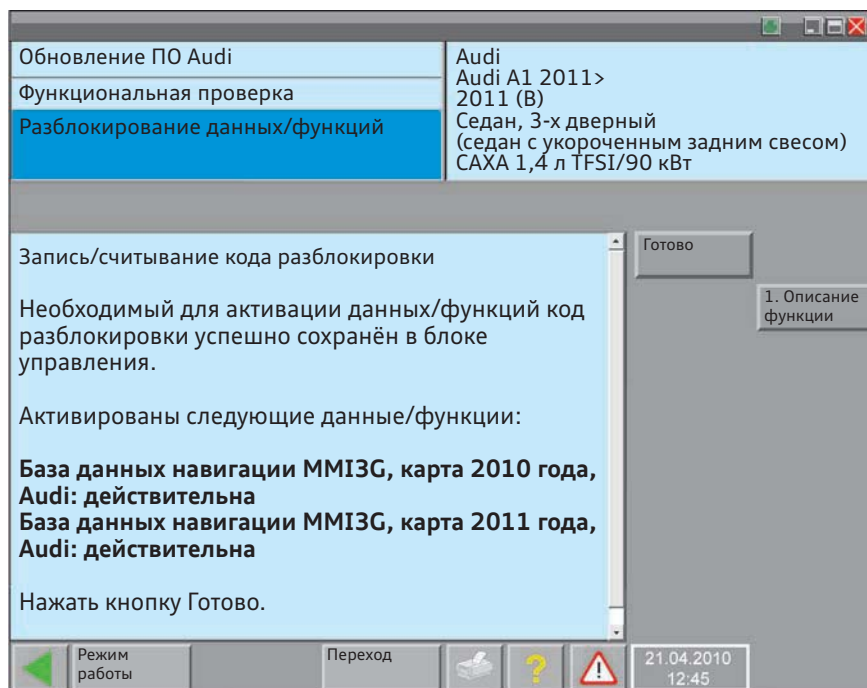 Обновление ПО Audi
Функциональная проверка
Разблокирование данных/функций
Audi
Audi A1 2011>
2011 (B)
Седан, 3-х дверный
(седан с укороченным задним свесом)
CAXA 1,4 л TFSI/90 кВт
Запись/считывание кода разблокировки
Необходимый для активации данных/функций код
разблокировки успешно сохранён в блоке
управления.
Активированы следующие данные/функции:
База данных навигации MMI3G, карта 2010 года,
Audi: действительна
База данных навигации MMI3G, карта 2011 года,
Audi: действительна
Нажать кнопку Готово.
Готово
1. Описание
функции
Режим
работы
Переход
?
21.04.2010
12:45